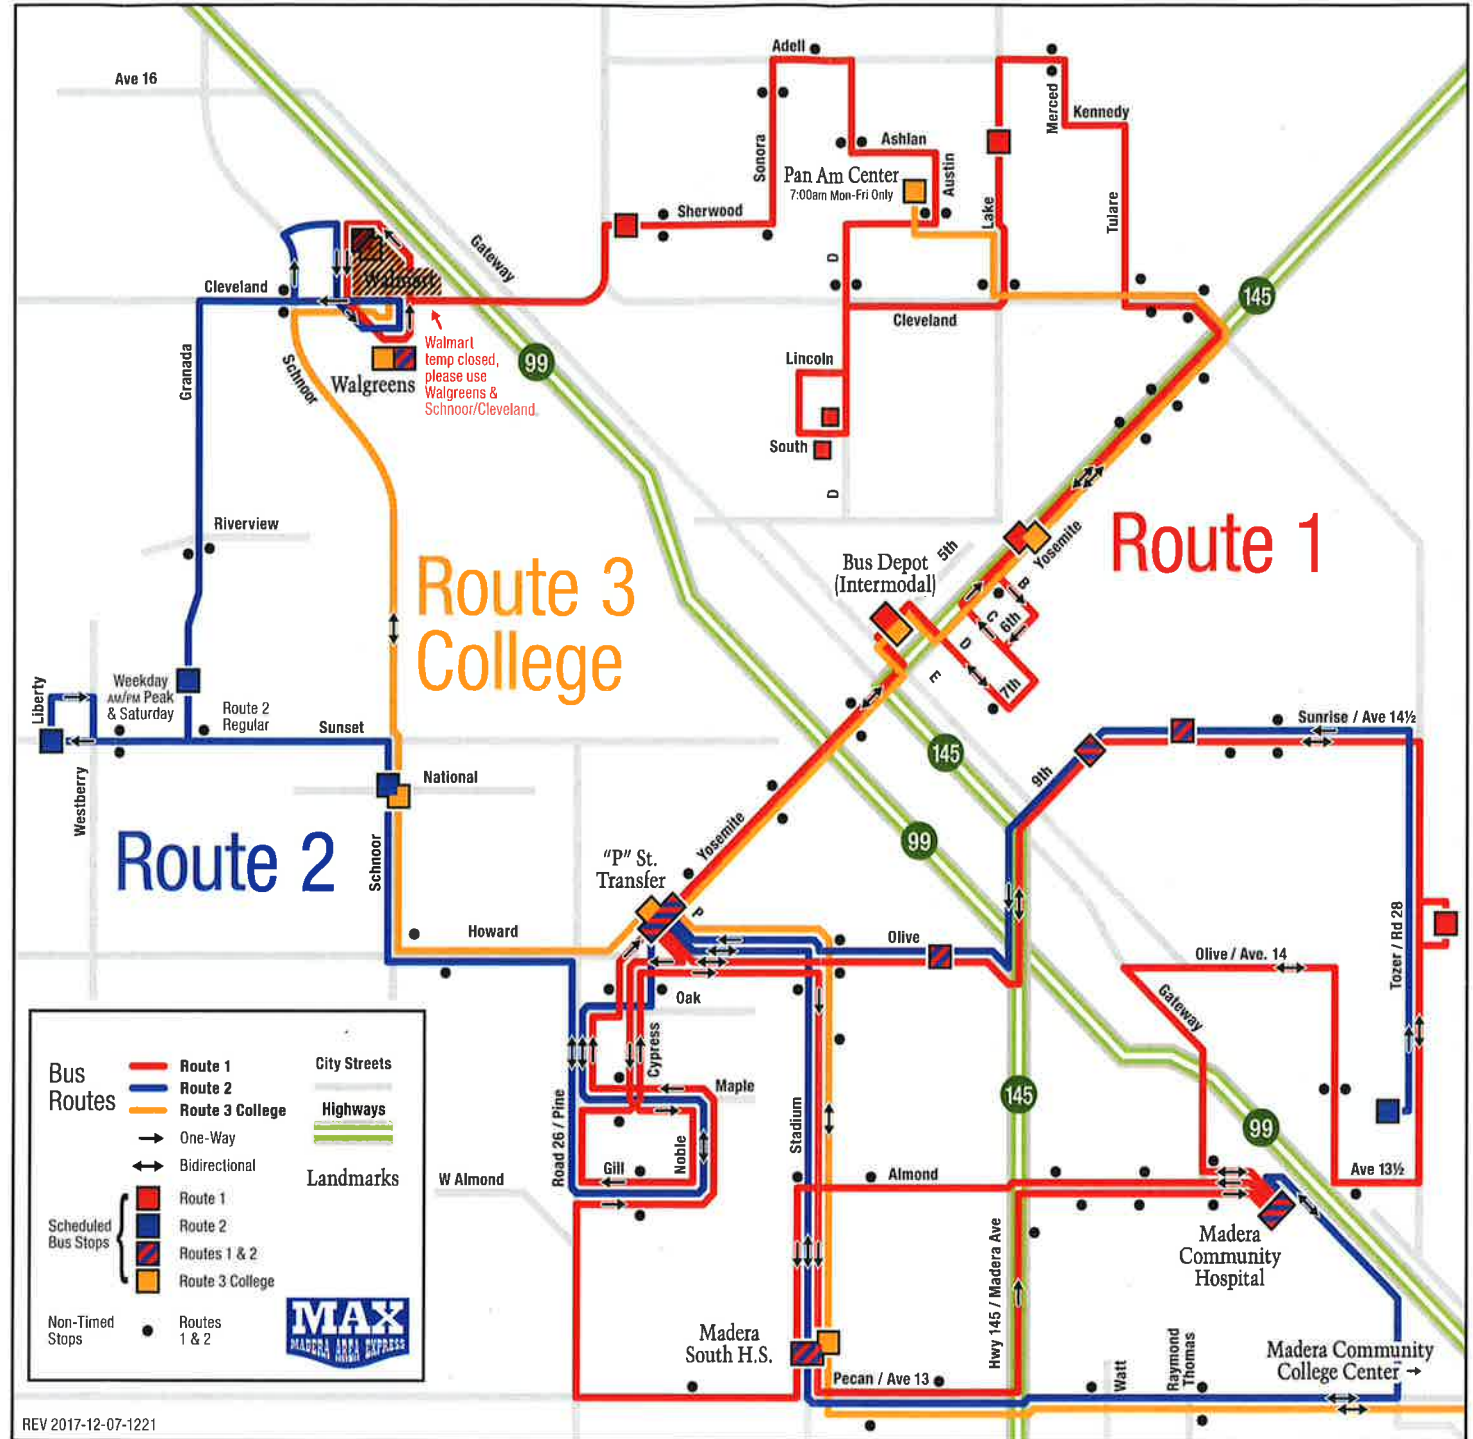 Adell
Ave 16
Merced
Kennedy
Sonora
Ashlan
Austin
Pan Am Center
7:00am Mon-Fri Only
Lake
Tulare
Sherwood
Gateway
D
145
Cleveland
Walmart
Cleveland
99
Walmart
temp closed,
please use
Walgreens &
Schnoor/Cleveland.
Walgreens
Schnoor
Granada
Lincoln
South
D
Riverview
Route 3
College
Route 1
Bus Depot
(Intermodal)
5th
Yosemite
B
6th
C
D
7th
E
Liberty
Weekday
AM/PM Peak
& Saturday
Route 2
Regular
Sunset
Westberry
National
Route 2
Schnoor
145
9th
Sunrise / Ave 14½
Yosemite
99
"P" St.
Transfer
P
Howard
Olive
Olive / Ave. 14
Tozer / Rd 28
Gateway
Oak
Cypress
Maple
Road 26 / Pine
Noble
Gill
W Almond
Stadium
145
99
Almond
Ave 13½
Madera
Community
Hospital
Hwy 145 / Madera Ave
Madera
South H.S.
Pecan / Ave 13
Watt
Raymond
Thomas
Madera Community
College Center
Bus
Routes
Route 1
Route 2
Route 3 College
One-Way
Bidirectional
City Streets
Highways
Landmarks
Scheduled
Bus Stops
Route 1
Route 2
Routes 1 & 2
Route 3 College
Non-Timed
Stops
Routes
1 & 2
MAX
MADERA AREA EXPRESS
REV 2017-12-07-1221